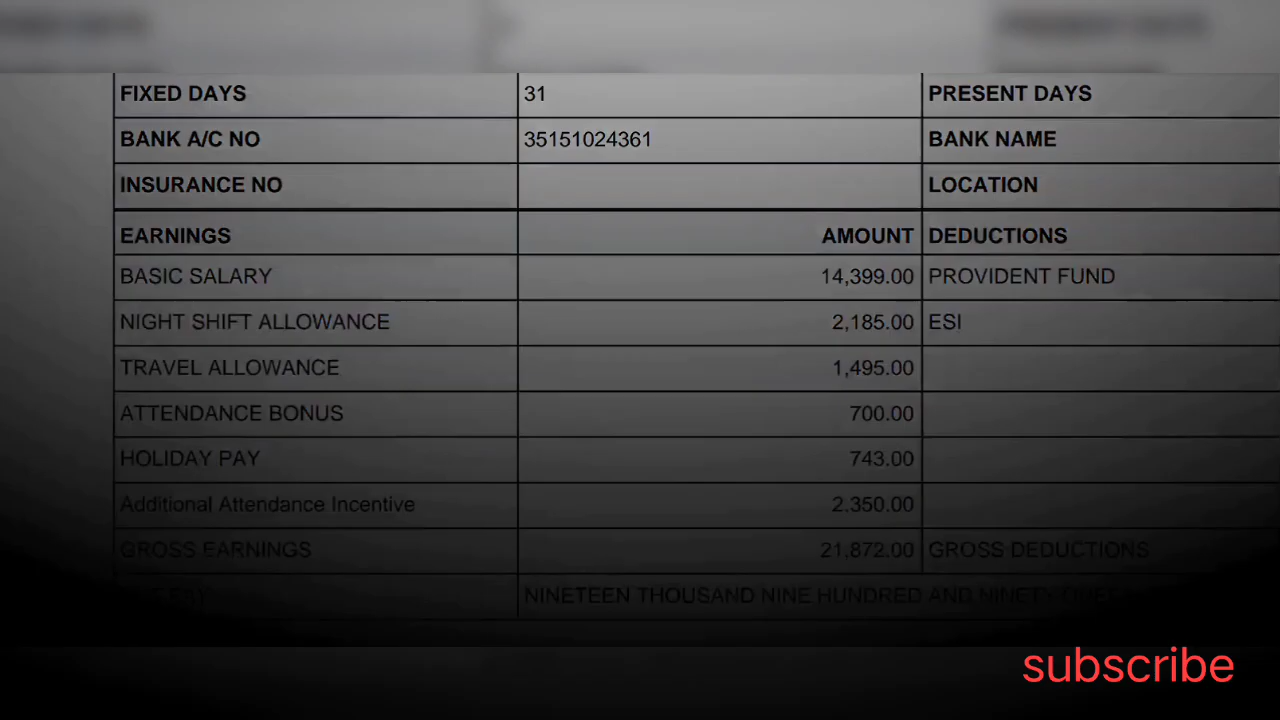 FIXED DAYS 31 PRESENT DAYS
BANK A/C NO 35151024361 BANK NAME
INSURANCE NO LOCATION
EARNINGS AMOUNT DEDUCTIONS
BASIC SALARY 14,399.00 PROVIDENT FUND
NIGHT SHIFT ALLOWANCE 2,185.00 ESI
TRAVEL ALLOWANCE 1,495.00
ATTENDANCE BONUS 700.00
HOLIDAY PAY 743.00
Additional Attendance Incentive 2,350.00
GROSS EARNINGS 21,872.00 GROSS DEDUCTIONS
PAY NINETEEN THOUSAND NINE HUNDRED AND
subscribe